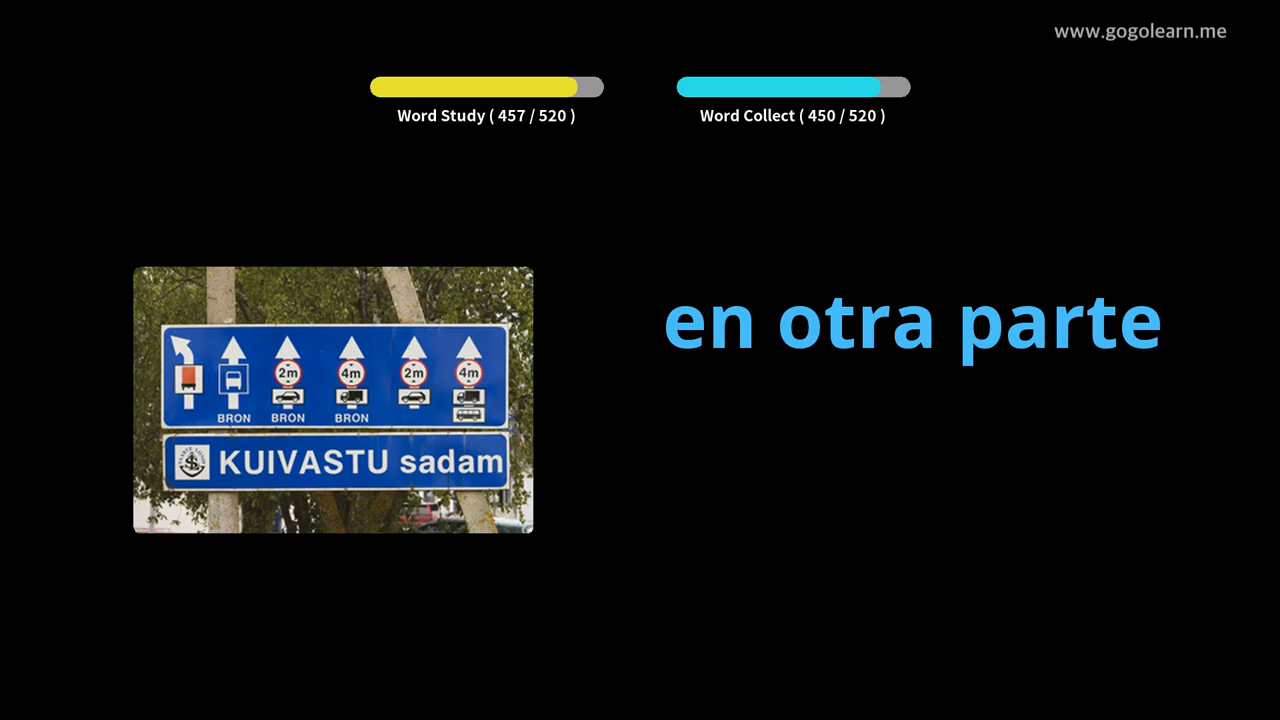 www.gogolearn.me
Word Study ( 457 / 520 )
Word Collect ( 450 / 520 )
en otra parte
2m 4m 2m 4m
BRON BRON BRON
KUIVASTU sadam